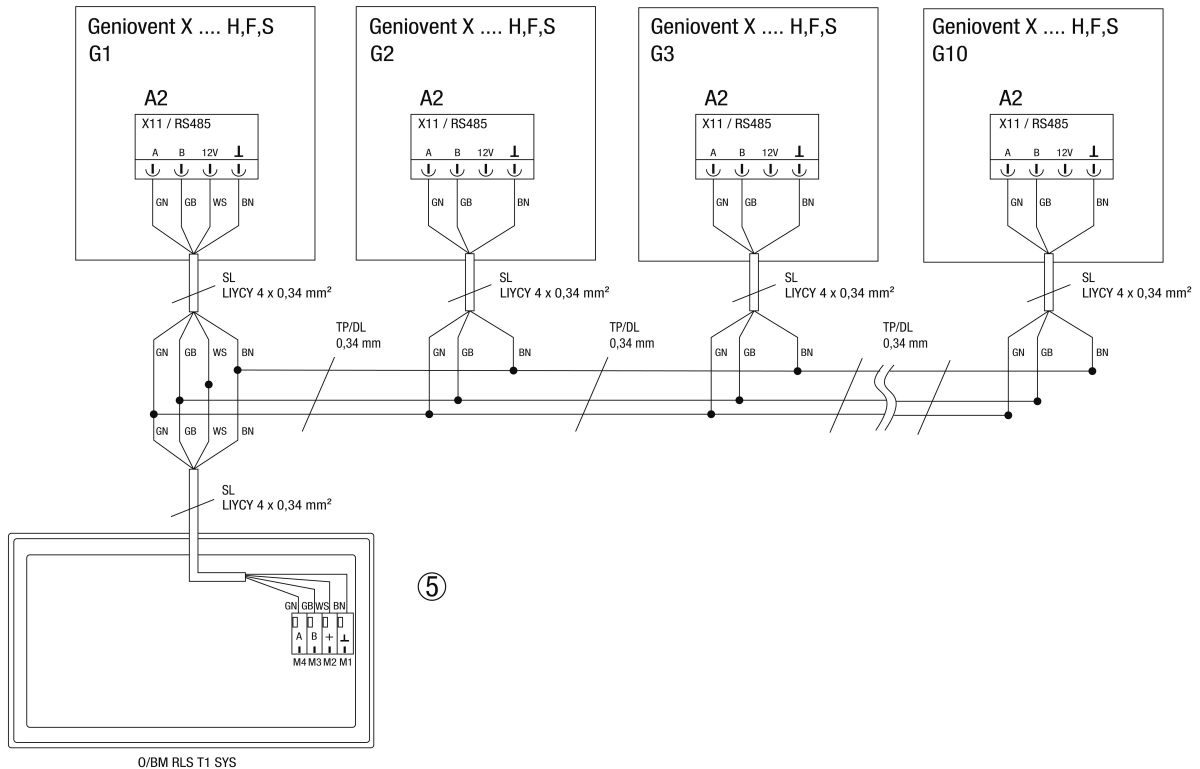 Geniovent X .... H,F,S
G1
A2
X11 / RS485
A B 12V ⊥
GN GB WS BN
SL
LIYCY 4 x 0,34 mm²
Geniovent X .... H,F,S
G2
A2
X11 / RS485
A B 12V ⊥
GN GB BN
SL
LIYCY 4 x 0,34 mm²
Geniovent X .... H,F,S
G3
A2
X11 / RS485
A B 12V ⊥
GN GB BN
SL
LIYCY 4 x 0,34 mm²
Geniovent X .... H,F,S
G10
A2
X11 / RS485
A B 12V ⊥
GN GB BN
SL
LIYCY 4 x 0,34 mm²
GN GB WS BN
TP/DL
0,34 mm
GN GB BN
TP/DL
0,34 mm
GN GB BN
TP/DL
0,34 mm
GN GB BN
GN GB WS BN
SL
LIYCY 4 x 0,34 mm²
⑤
GN GB WS BN
A B + ⊥
M4 M3 M2 M1
O/BM RLS T1 SYS